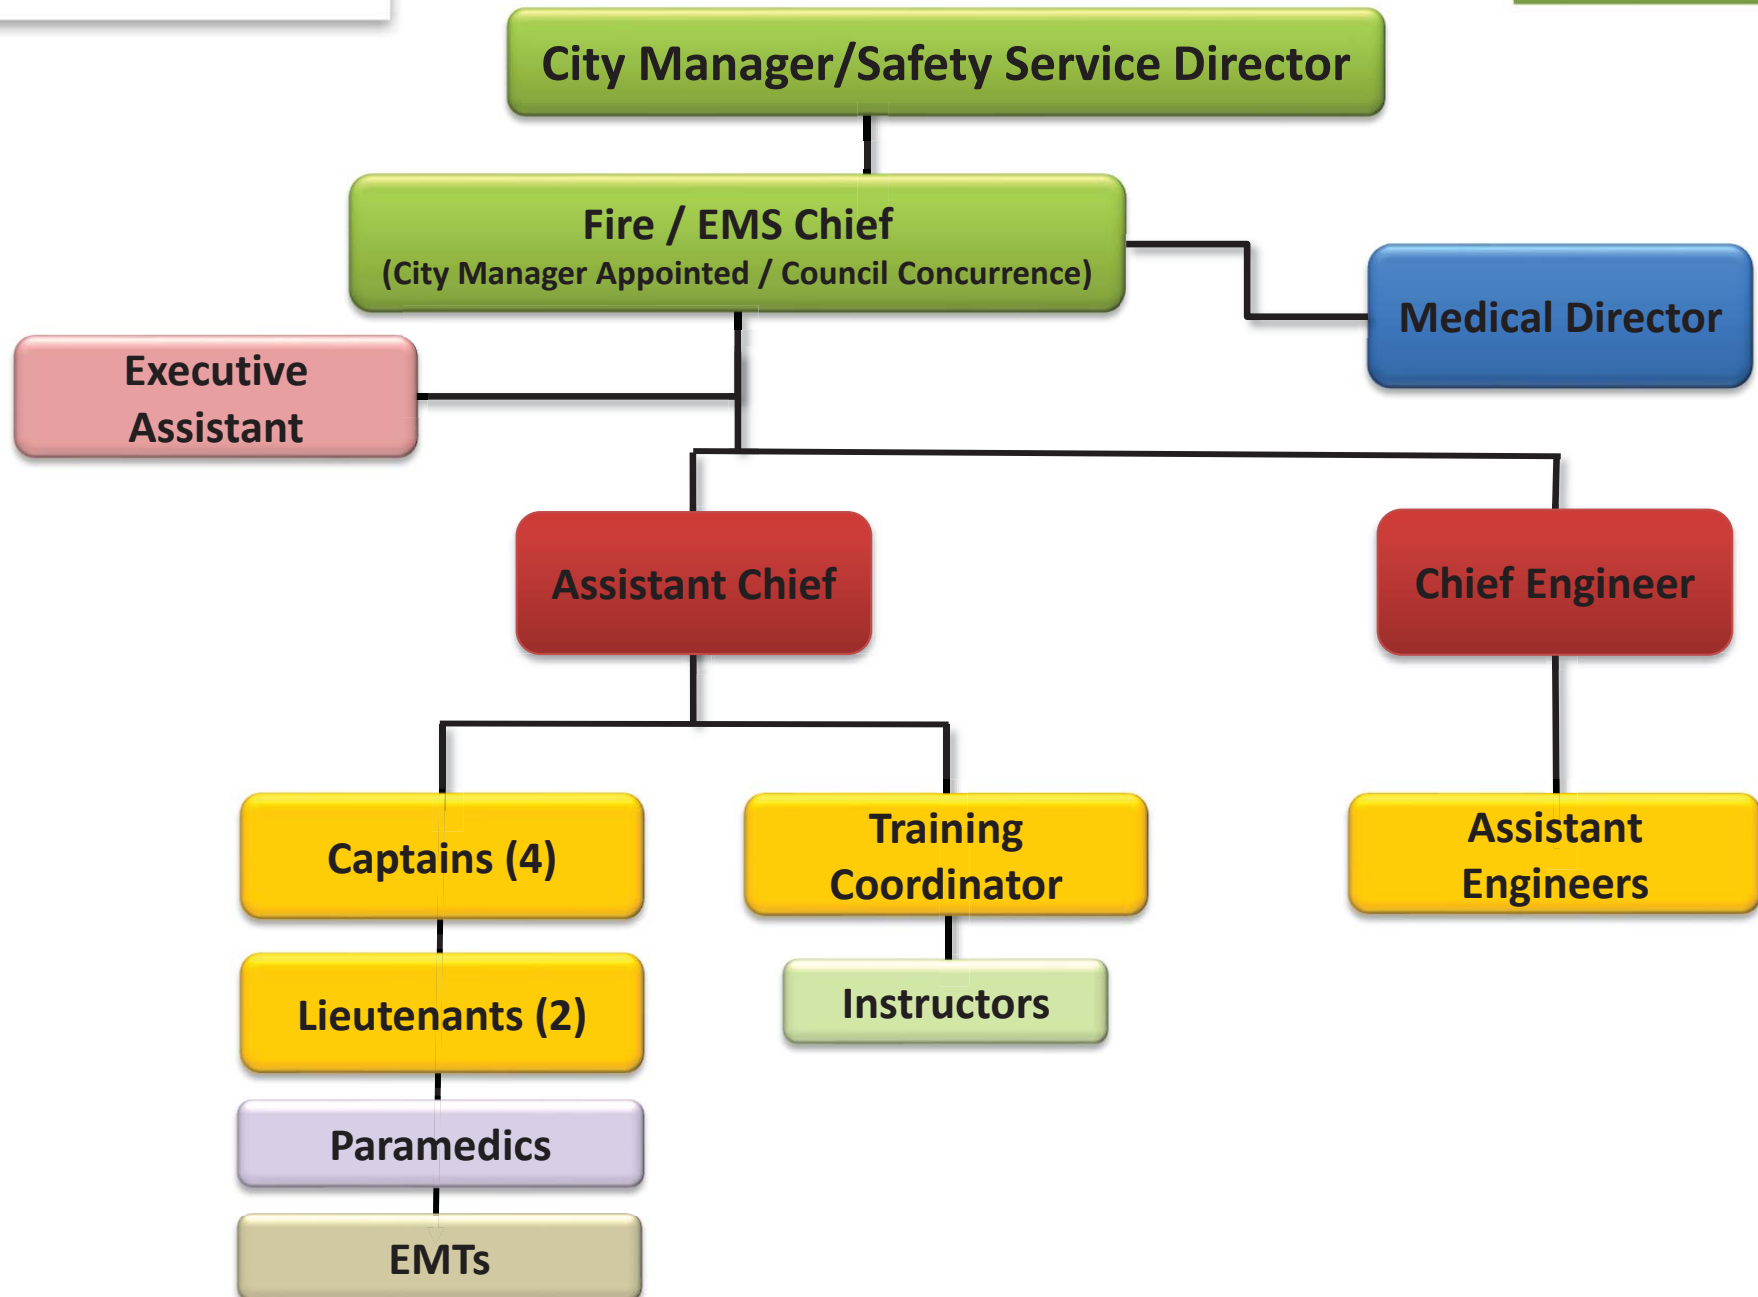 City Manager/Safety Service Director
Fire / EMS Chief
(City Manager Appointed / Council Concurrence)
Medical Director
Executive
Assistant
Assistant Chief
Chief Engineer
Captains (4)
Training
Coordinator
Assistant
Engineers
Lieutenants (2)
Instructors
Paramedics
EMTs